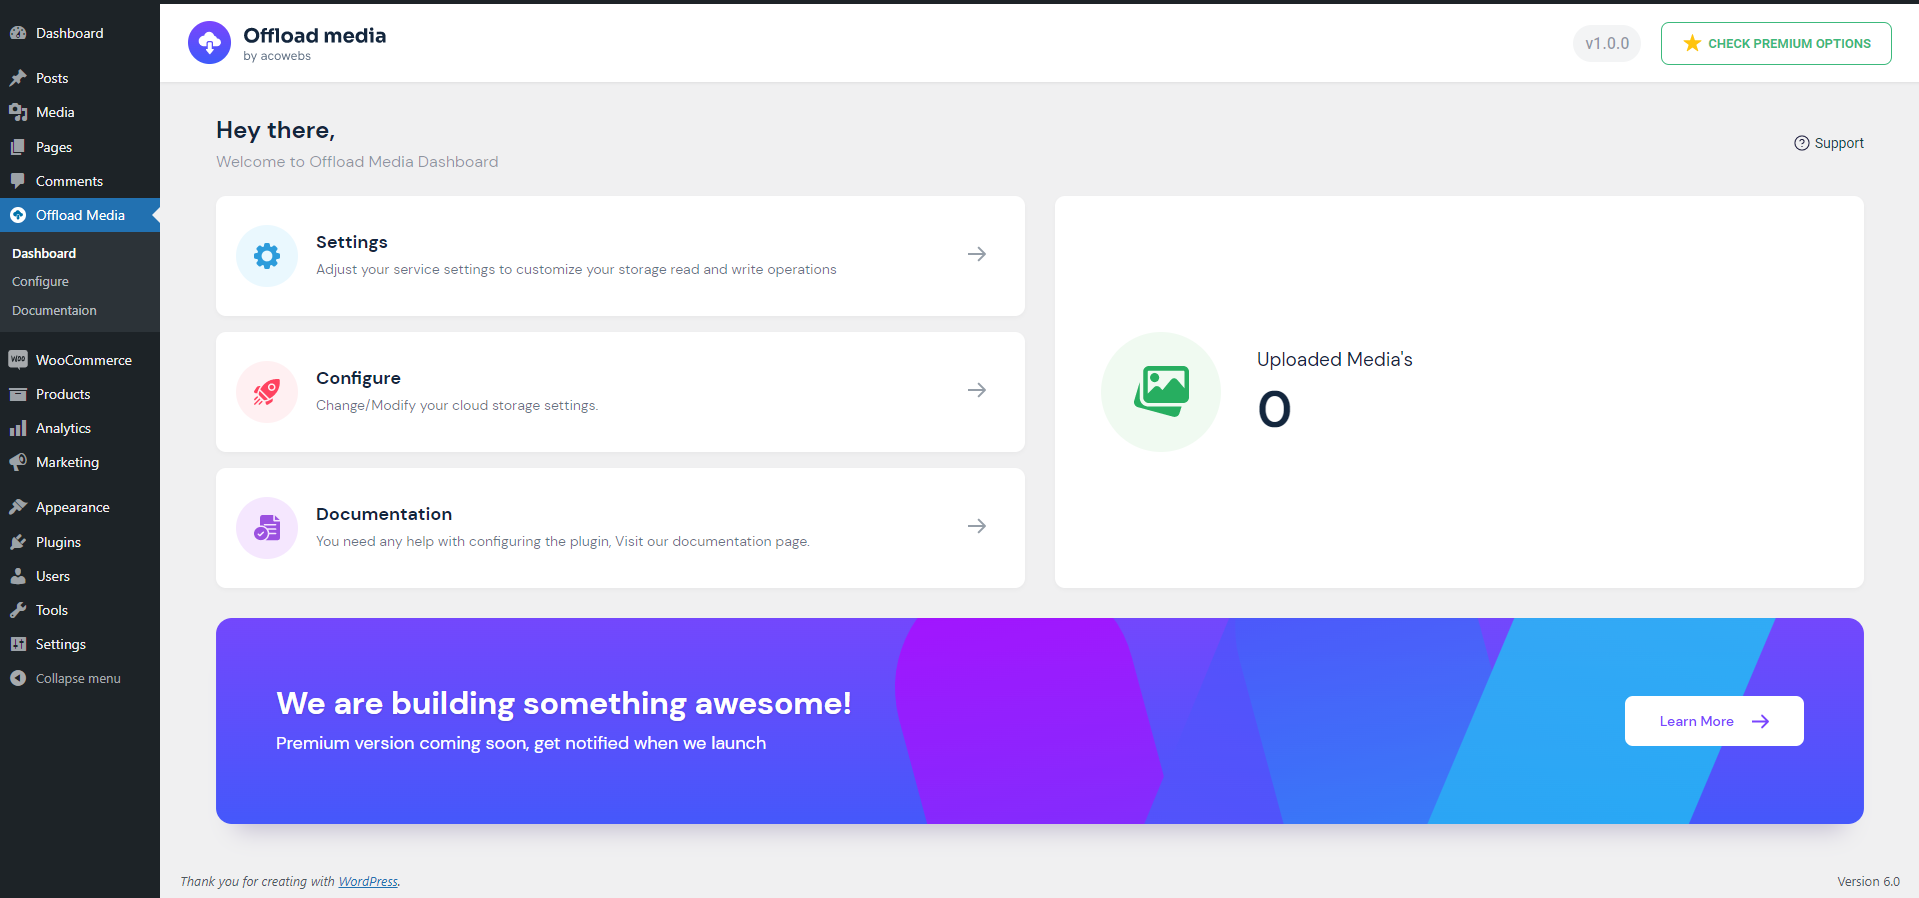 Dashboard
Posts
Media
Pages
Comments
Offload Media
Dashboard
Configure
Documentaion
WooCommerce
Products
Analytics
Marketing
Appearance
Plugins
Users
Tools
Settings
Collapse menu
Offload media
by acowebs
v1.0.0
CHECK PREMIUM OPTIONS
Hey there,
Welcome to Offload Media Dashboard
Support
Settings
Adjust your service settings to customize your storage read and write operations
Configure
Change/Modify your cloud storage settings.
Documentation
You need any help with configuring the plugin, Visit our documentation page.
Uploaded Media's
0
We are building something awesome!
Premium version coming soon, get notified when we launch
Learn More
Thank you for creating with WordPress.
Version 6.0